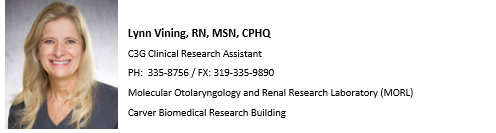 Lynn Vining, RN, MSN, CPHQ
C3G Clinical Research Assistant
PH:  335-8756 / FX: 319-335-9890
Molecular Otolaryngology and Renal Research Laboratory (MORL)
Carver Biomedical Research Building